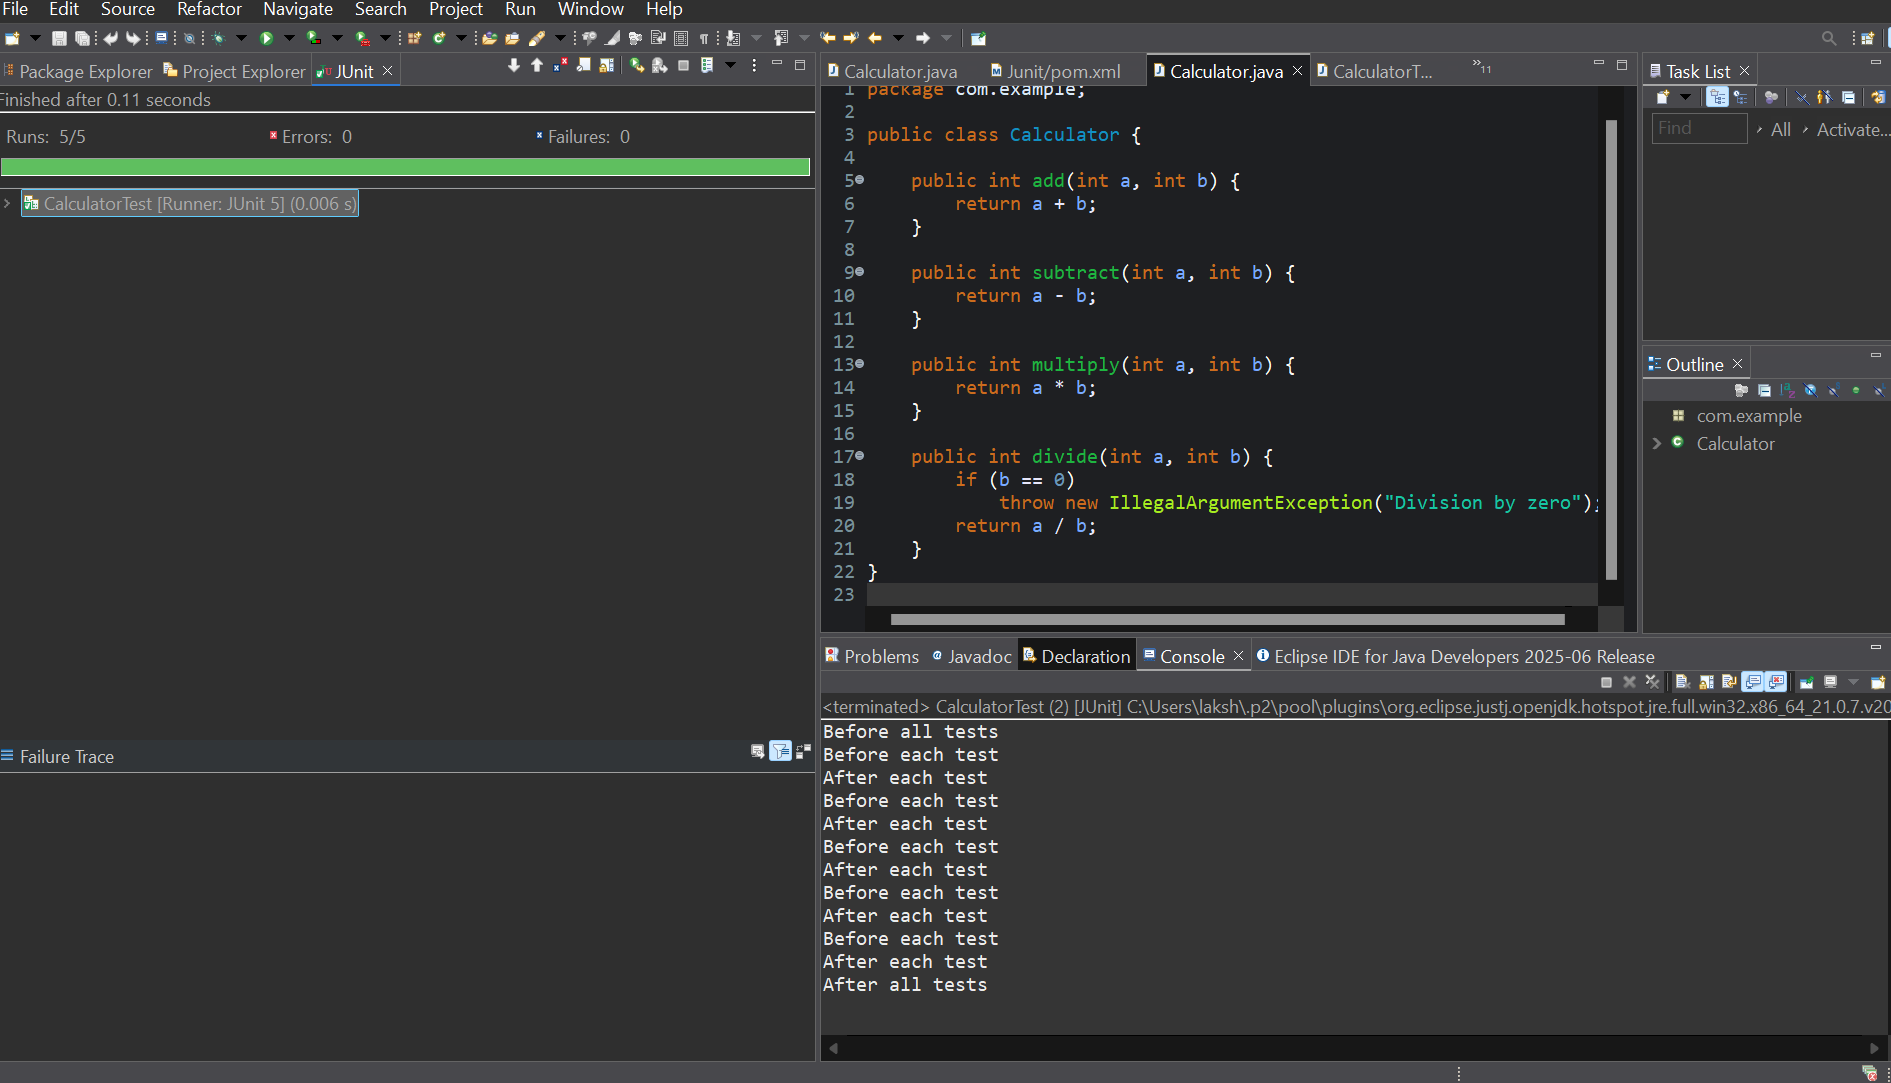 File Edit Source Refactor Navigate Search Project Run Window Help
Package Explorer Project Explorer JUnit
Finished after 0.11 seconds
Runs: 5/5 Errors: 0 Failures: 0
CalculatorTest [Runner: JUnit 5] (0.006 s)
Failure Trace
Calculator.java Junit/pom.xml Calculator.java CalculatorT... 11
1 package com.example;
2
3 public class Calculator {
4
5 public int add(int a, int b) {
6 return a + b;
7 }
8
9 public int subtract(int a, int b) {
10 return a - b;
11 }
12
13 public int multiply(int a, int b) {
14 return a * b;
15 }
16
17 public int divide(int a, int b) {
18 if (b == 0)
19 throw new IllegalArgumentException("Division by zero");
20 return a / b;
21 }
22 }
23
Task List
Find All Activate...
Outline
com.example
Calculator
Problems Javadoc Declaration Console Eclipse IDE for Java Developers 2025-06 Release
<terminated> CalculatorTest (2) [JUnit] C:\Users\laksh\.p2\pool\plugins\org.eclipse.justj.openjdk.hotspot.jre.full.win32.x86_64_21.0.7.v20
Before all tests
Before each test
After each test
Before each test
After each test
Before each test
After each test
Before each test
After each test
Before each test
After each test
After all tests